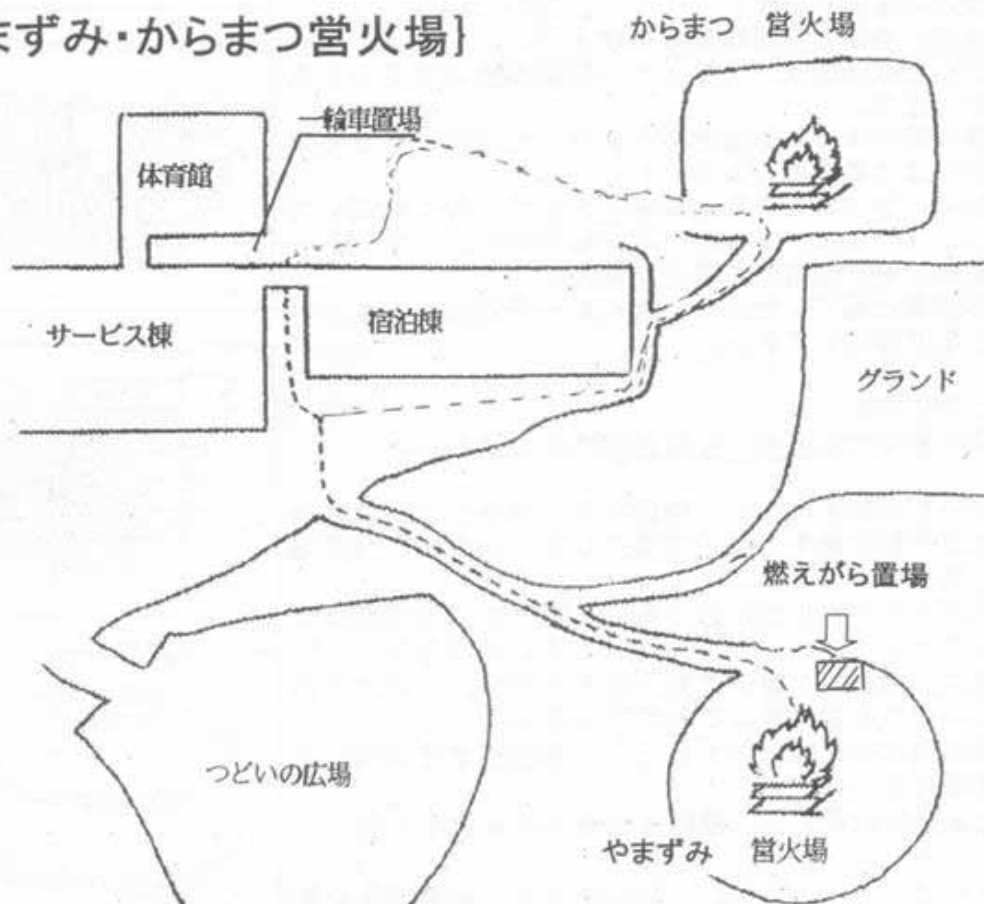 まずみ・からまつ営火場}
からまつ 営火場
一輪車置場
体育館
サービス棟
宿泊棟
グランド
燃えがら置場
つどいの広場
やまずみ 営火場